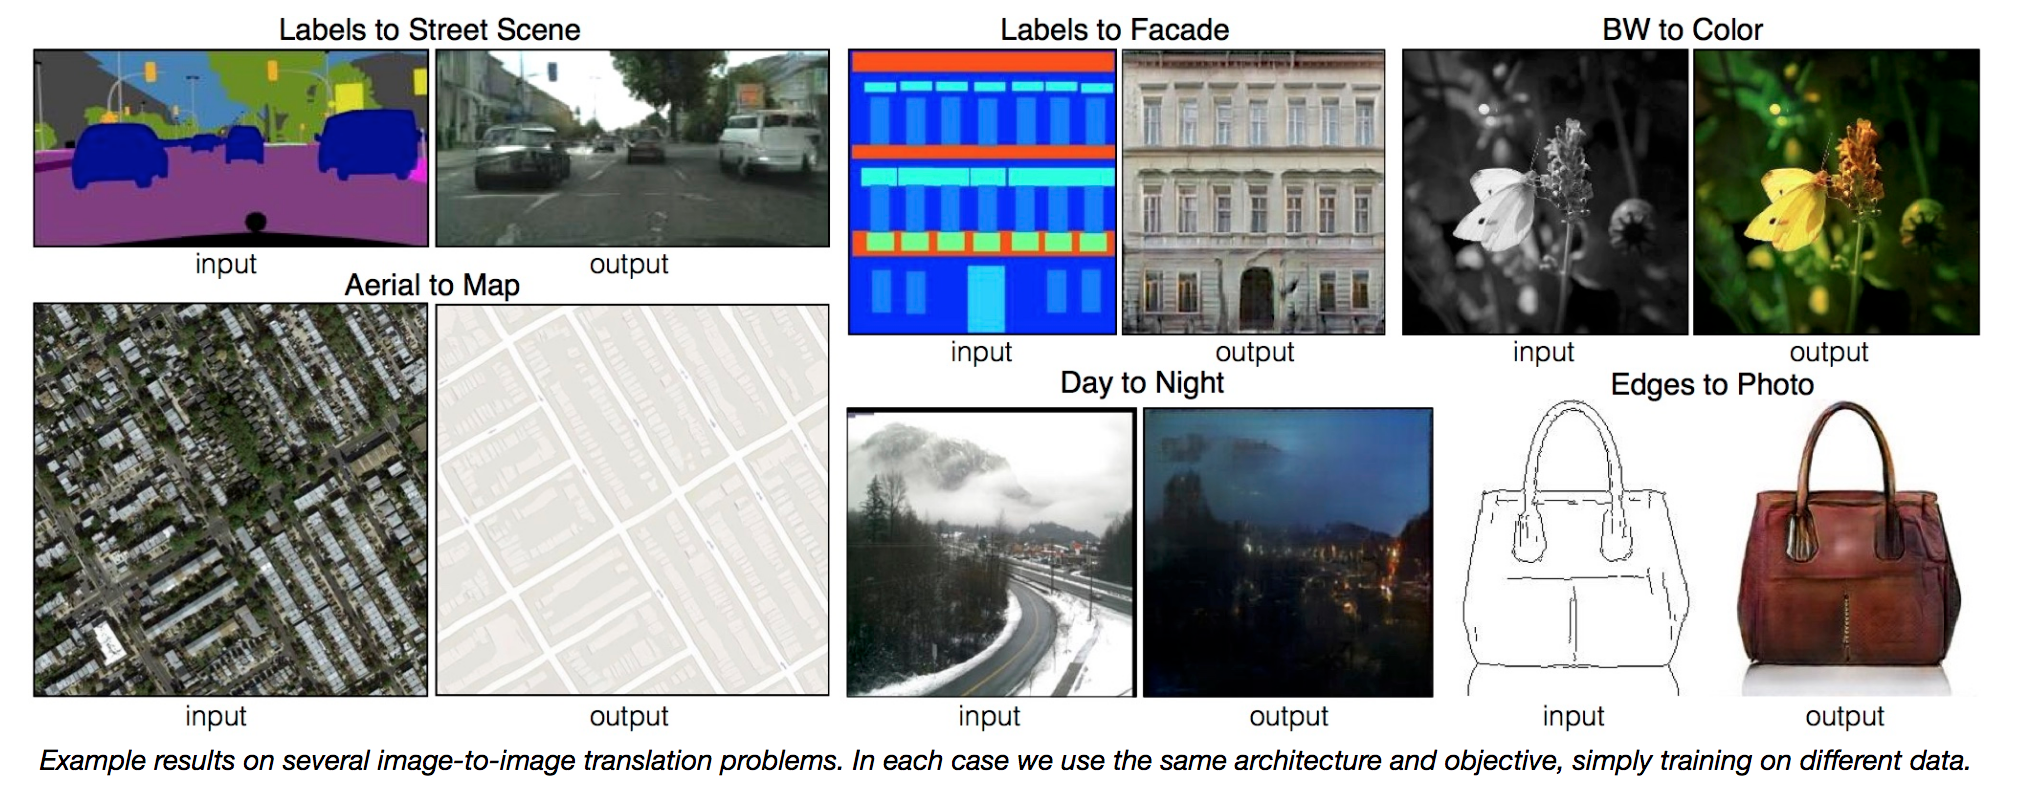 Labels to Street Scene
input
output
Aerial to Map
input
output
Labels to Facade
input
output
BW to Color
input
output
Day to Night
input
output
Edges to Photo
input
output
Example results on several image-to-image translation problems. In each case we use the same architecture and objective, simply training on different data.